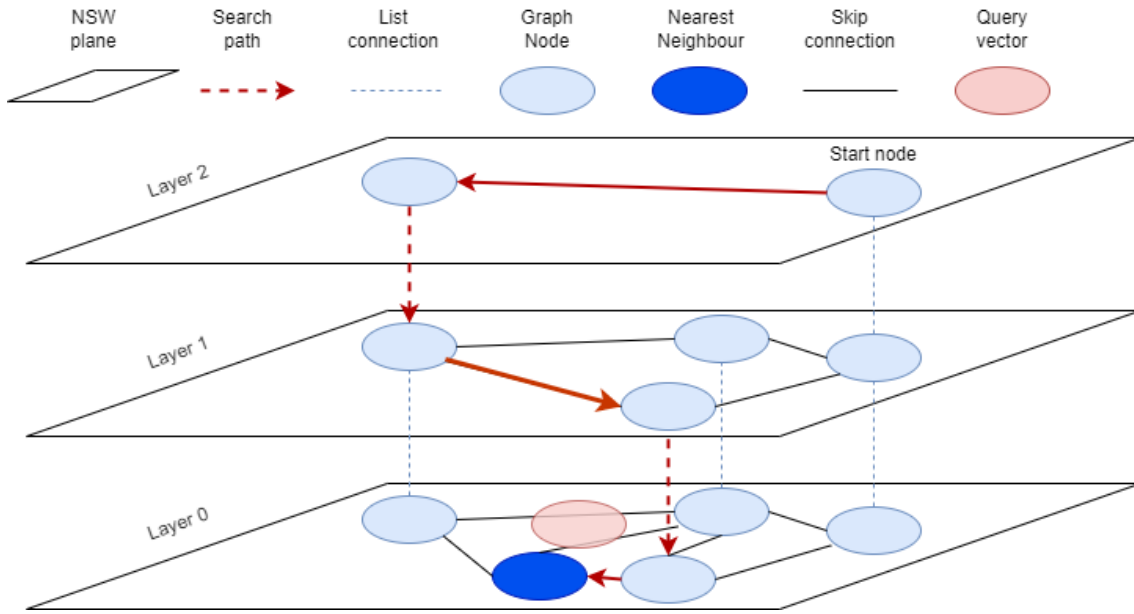 NSW
plane
Search
path
List
connection
Graph
Node
Nearest
Neighbour
Skip
connection
Query
vector
Layer 2
Start node
Layer 1
Layer 0